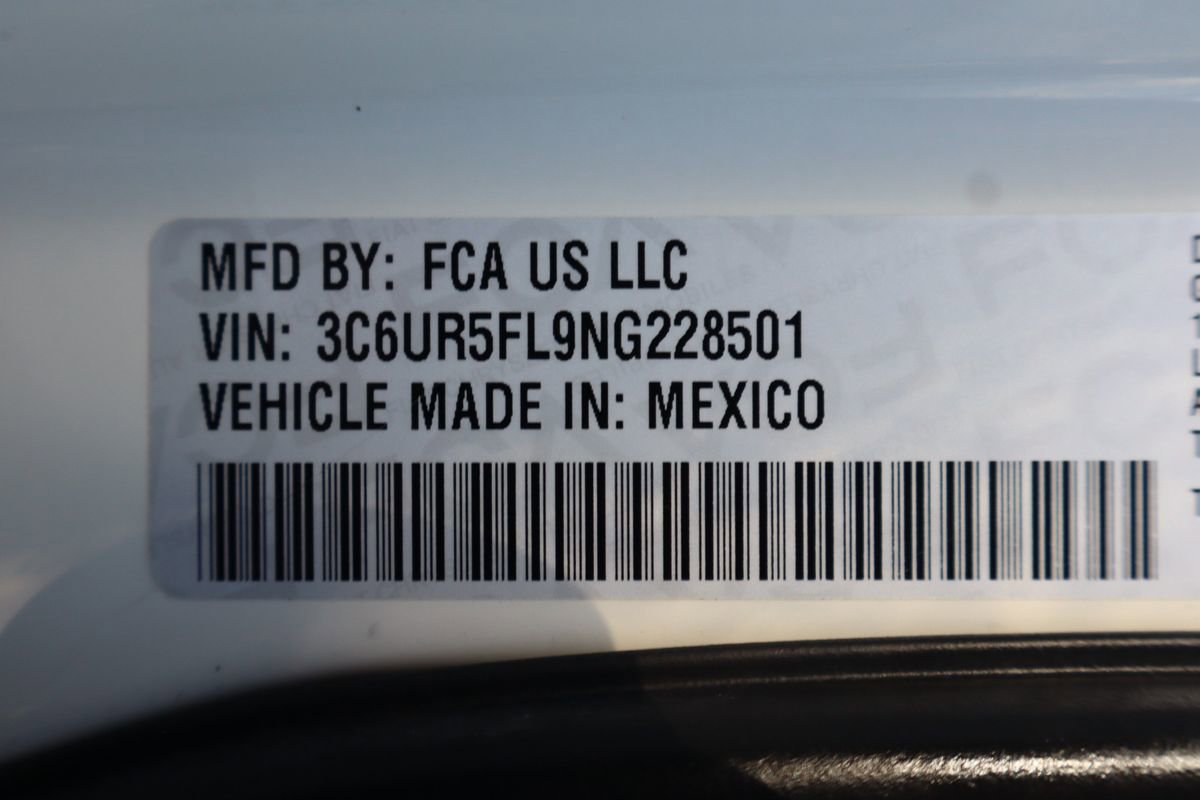 MFD BY: FCA US LLC
VIN: 3C6UR5FL9NG228501
VEHICLE MADE IN: MEXICO